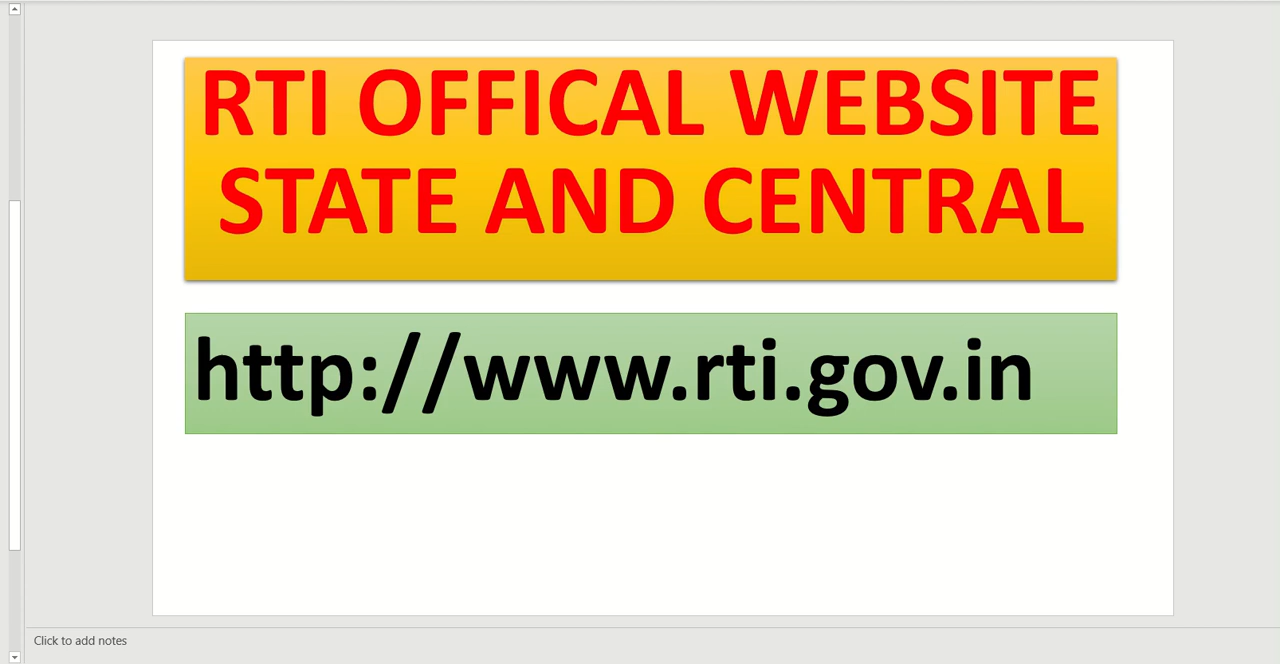 RTI OFFICAL WEBSITE
STATE AND CENTRAL
http://www.rti.gov.in
Click to add notes